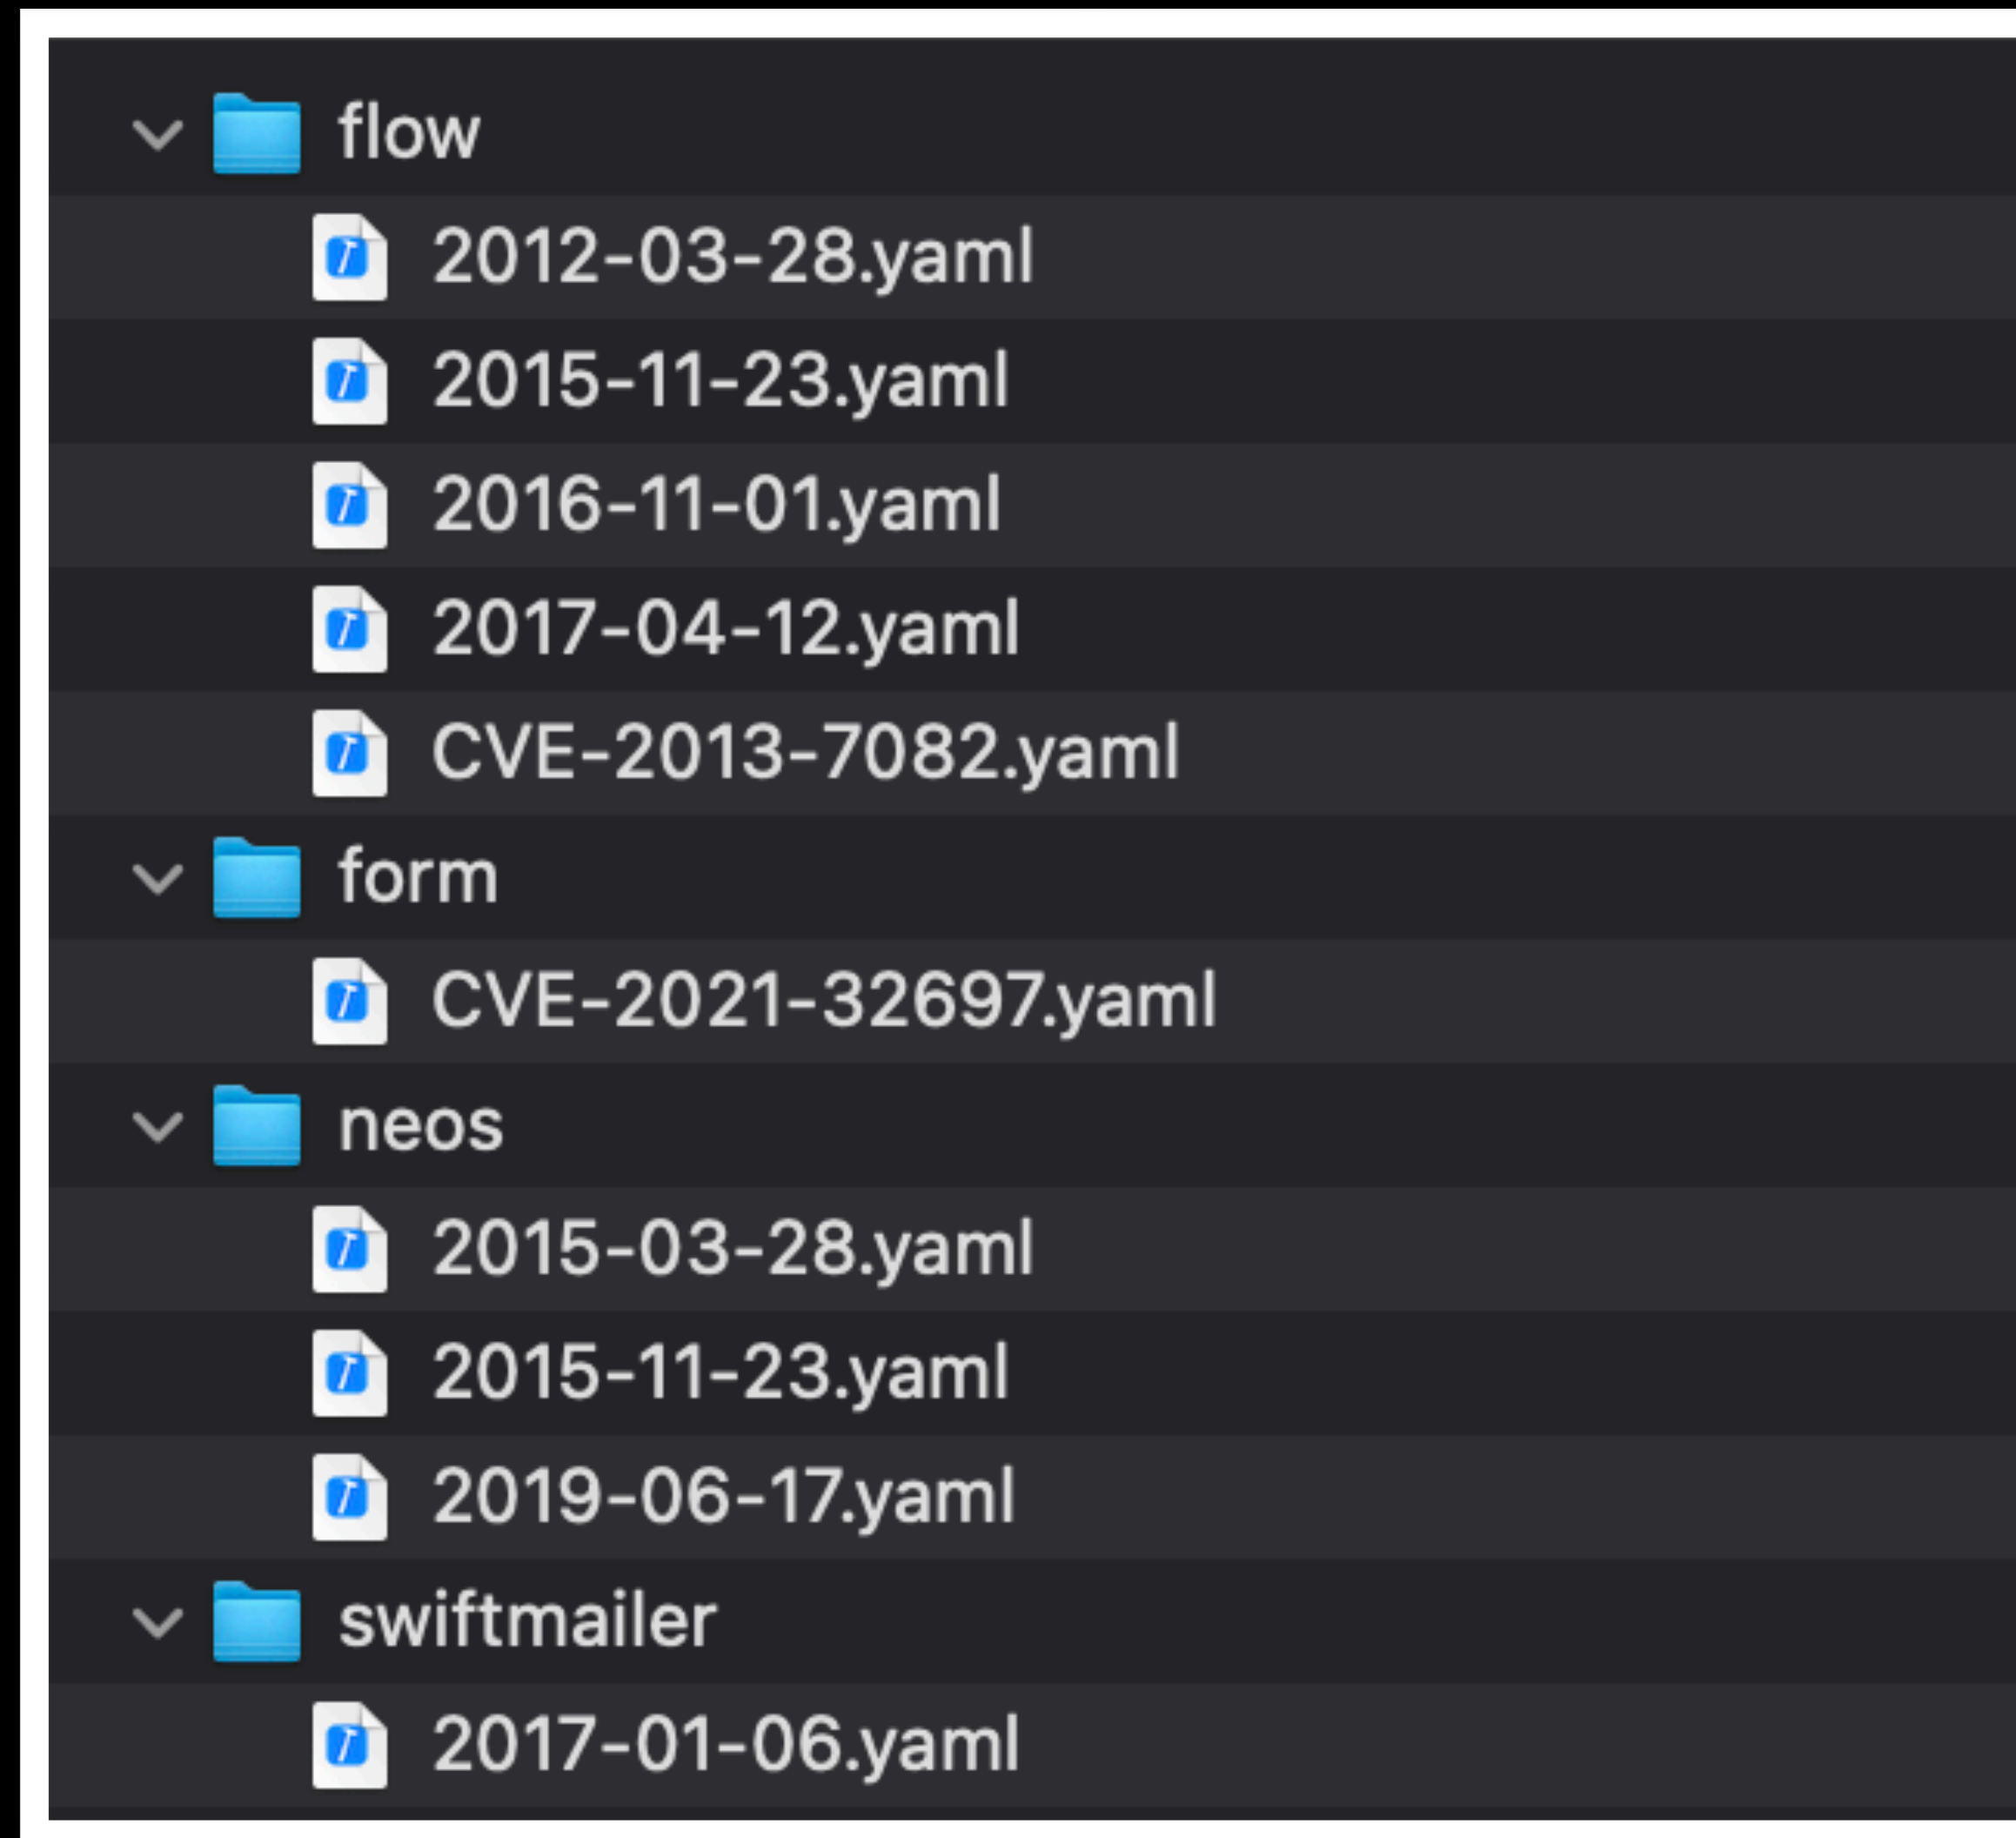 flow
2012-03-28.yaml
2015-11-23.yaml
2016-11-01.yaml
2017-04-12.yaml
CVE-2013-7082.yaml
form
CVE-2021-32697.yaml
neos
2015-03-28.yaml
2015-11-23.yaml
2019-06-17.yaml
swiftmailer
2017-01-06.yaml